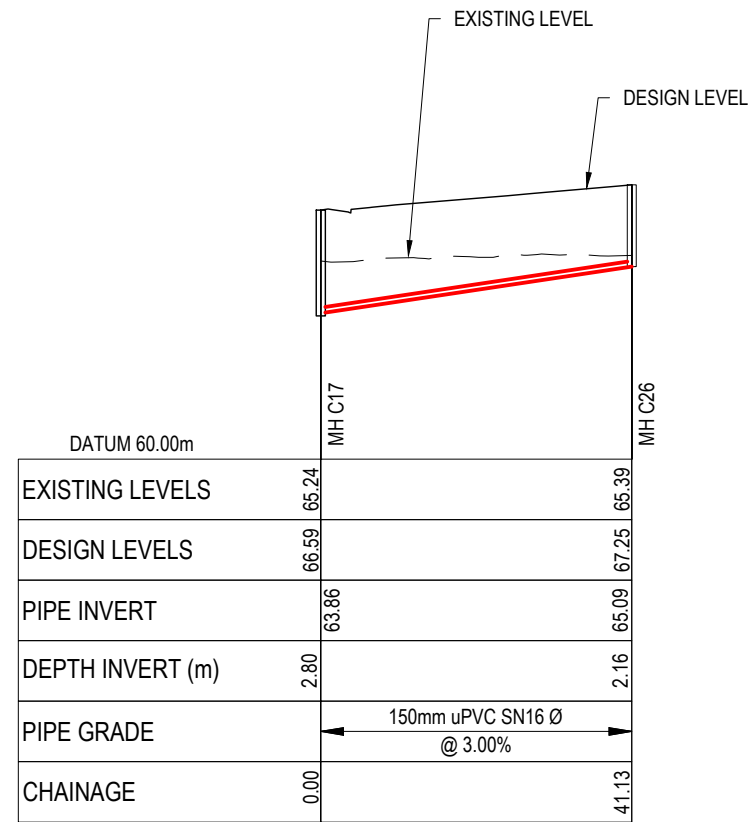 EXISTING LEVEL
DESIGN LEVEL
MH C17
MH C26
DATUM 60.00m
EXISTING LEVELS 65.24 65.39
DESIGN LEVELS 66.59 67.25
PIPE INVERT 63.86 65.09
DEPTH INVERT (m) 2.80 2.16
PIPE GRADE 150mm uPVC SN16 Ø
@ 3.00%
CHAINAGE 0.00 41.13